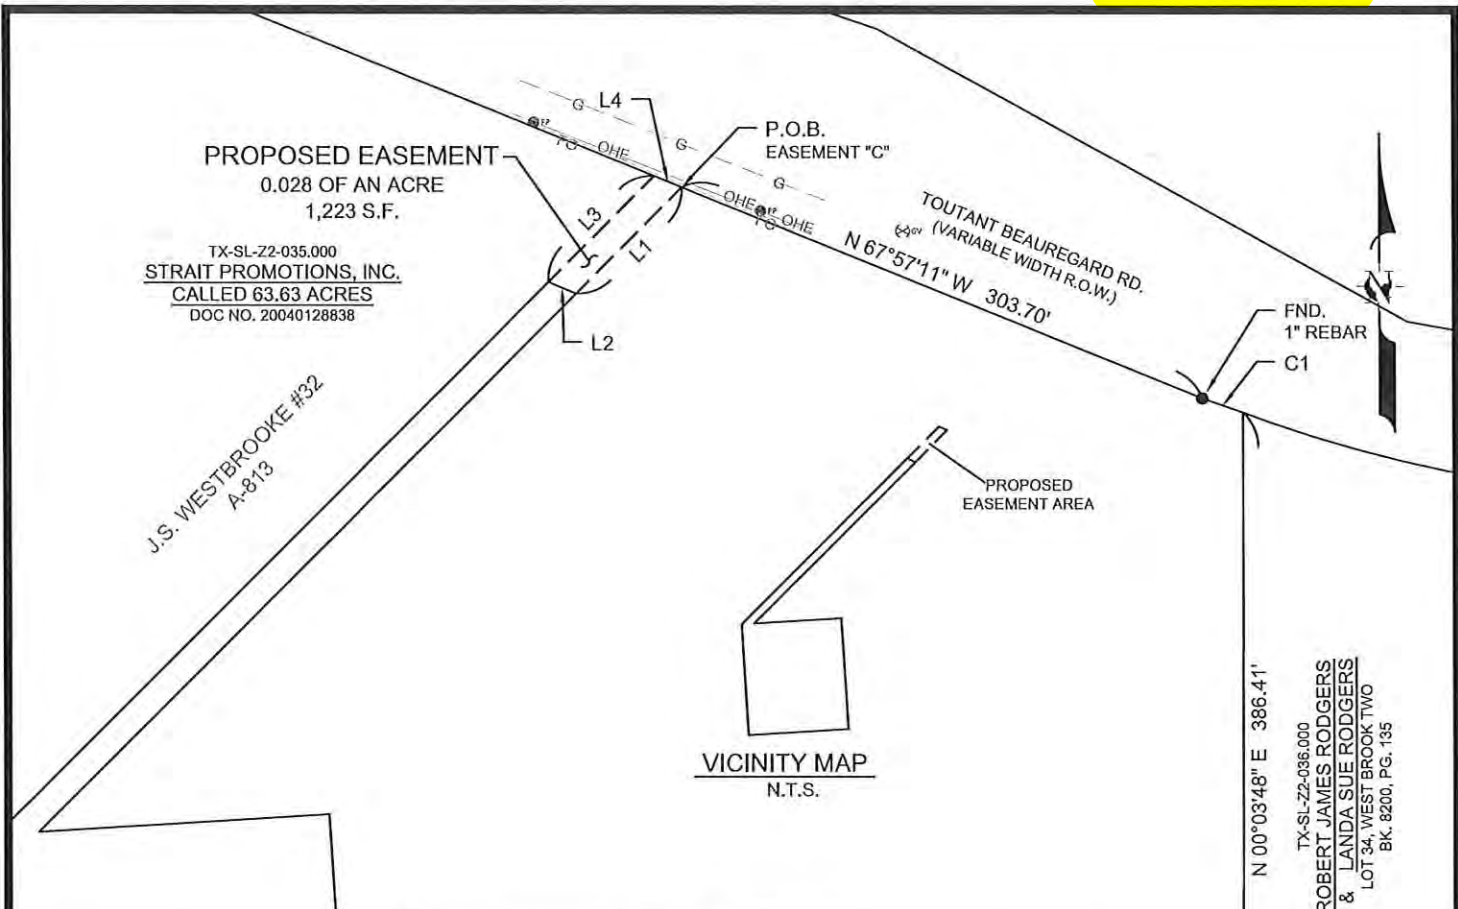 L4
G
G
G
EP
OHE
P.O.B.
EASEMENT "C"
PROPOSED EASEMENT
0.028 OF AN ACRE
1,223 S.F.
OHE
OHE
TOUTANT BEAUREGARD RD.
(VARIABLE WIDTH R.O.W.)
GV
N 67°57'11" W 303.70'
L3
L1
L2
TX-SL-Z2-035.000
STRAIT PROMOTIONS, INC.
CALLED 63.63 ACRES
DOC NO. 20040128838
N
FND.
1" REBAR
C1
J.S. WESTBROOKE #32
A-813
PROPOSED
EASEMENT AREA
VICINITY MAP
N.T.S.
N 00°03'48" E 386.41'
TX-SL-Z2-036.000
ROBERT JAMES RODGERS
& LANDA SUE RODGERS
LOT 34, WEST BROOK TWO
BK. 8200, PG. 135